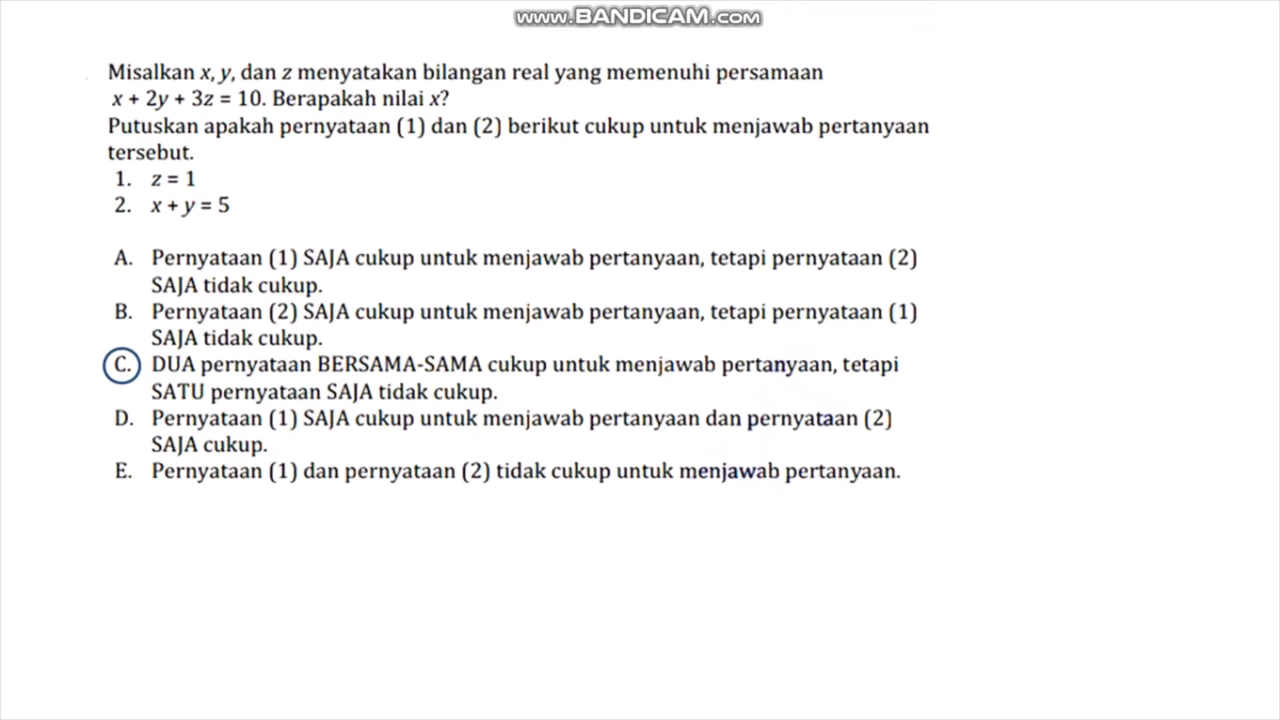 www.BANDICAM.com
Misalkan x, y, dan z menyatakan bilangan real yang memenuhi persamaan
x + 2y + 3z = 10. Berapakah nilai x?
Putuskan apakah pernyataan (1) dan (2) berikut cukup untuk menjawab pertanyaan
tersebut.
1. z = 1
2. x + y = 5
A. Pernyataan (1) SAJA cukup untuk menjawab pertanyaan, tetapi pernyataan (2)
SAJA tidak cukup.
B. Pernyataan (2) SAJA cukup untuk menjawab pertanyaan, tetapi pernyataan (1)
SAJA tidak cukup.
C. DUA pernyataan BERSAMA-SAMA cukup untuk menjawab pertanyaan, tetapi
SATU pernyataan SAJA tidak cukup.
D. Pernyataan (1) SAJA cukup untuk menjawab pertanyaan dan pernyataan (2)
SAJA cukup.
E. Pernyataan (1) dan pernyataan (2) tidak cukup untuk menjawab pertanyaan.